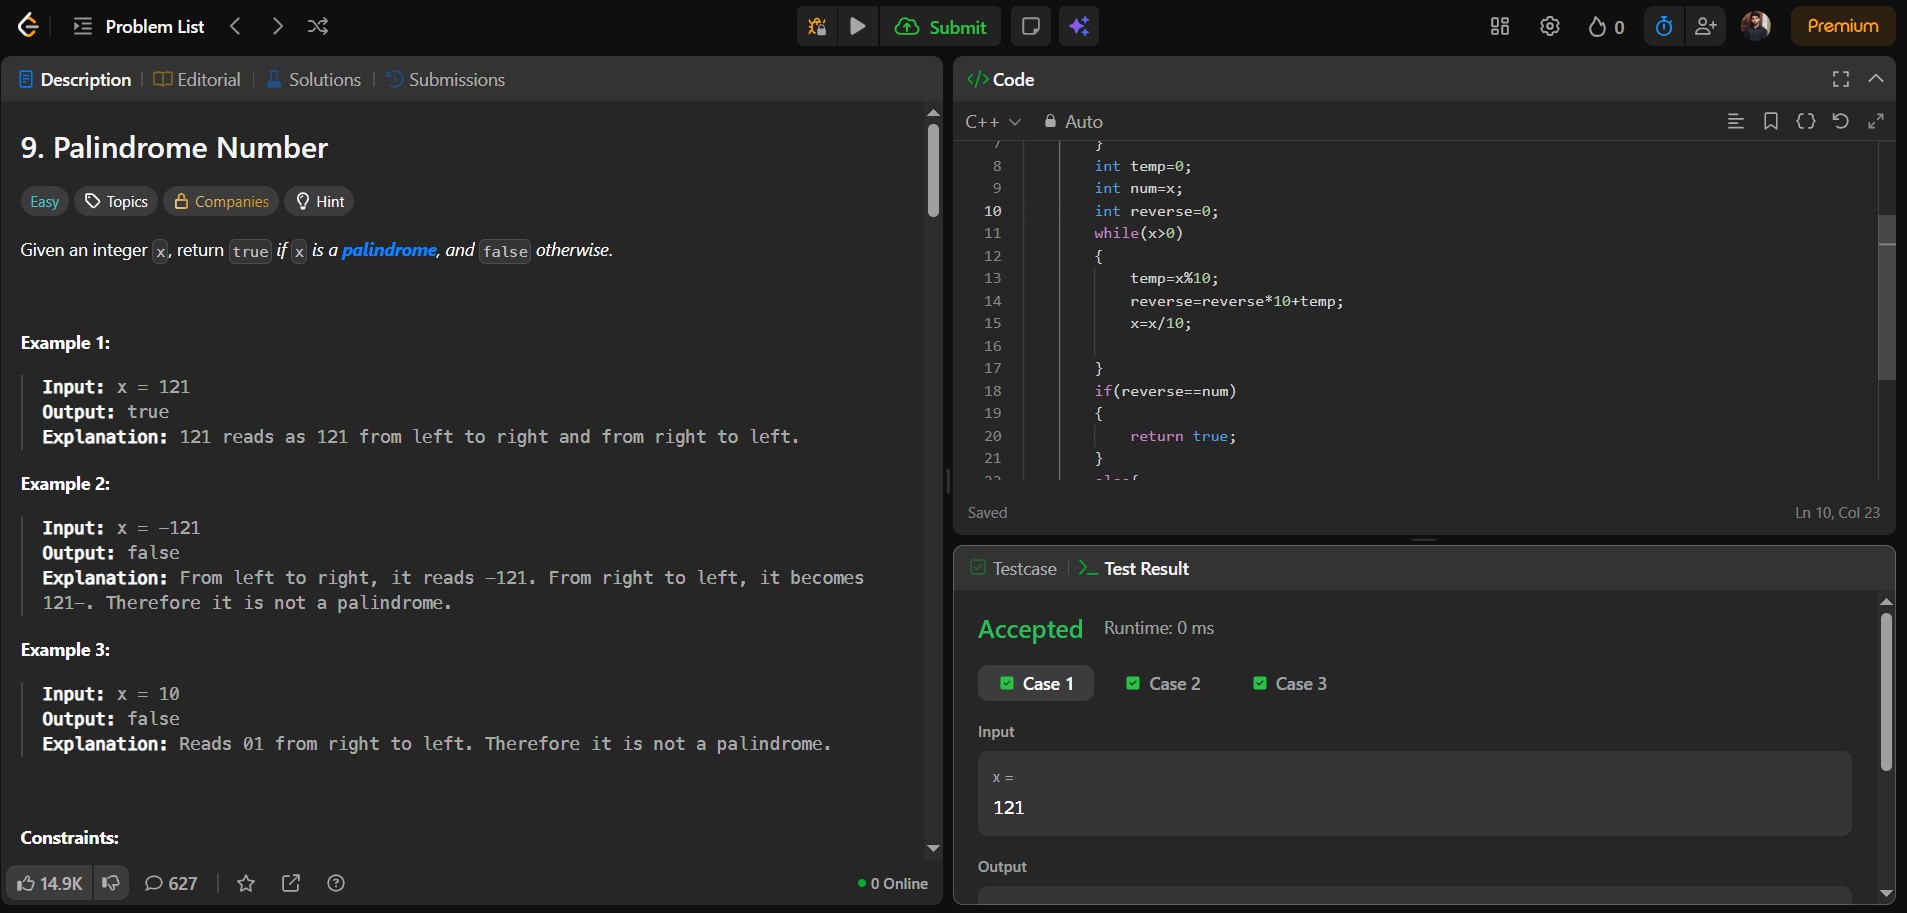 Problem List
Submit
0
Premium
Description
Editorial
Solutions
Submissions
9. Palindrome Number
Easy
Topics
Companies
Hint
Given an integer x, return true if x is a palindrome, and false otherwise.
Example 1:
Input: x = 121
Output: true
Explanation: 121 reads as 121 from left to right and from right to left.
Example 2:
Input: x = -121
Output: false
Explanation: From left to right, it reads -121. From right to left, it becomes
121-. Therefore it is not a palindrome.
Example 3:
Input: x = 10
Output: false
Explanation: Reads 01 from right to left. Therefore it is not a palindrome.
Constraints:
14.9K
627
0 Online
Code
C++
Auto
7 }
8 int temp=0;
9 int num=x;
10 int reverse=0;
11 while(x>0)
12 {
13 temp=x%10;
14 reverse=reverse*10+temp;
15 x=x/10;
16
17 }
18 if(reverse==num)
19 {
20 return true;
21 }
22 else{
Saved
Ln 10, Col 23
Testcase
Test Result
Accepted
Runtime: 0 ms
Case 1
Case 2
Case 3
Input
x =
121
Output